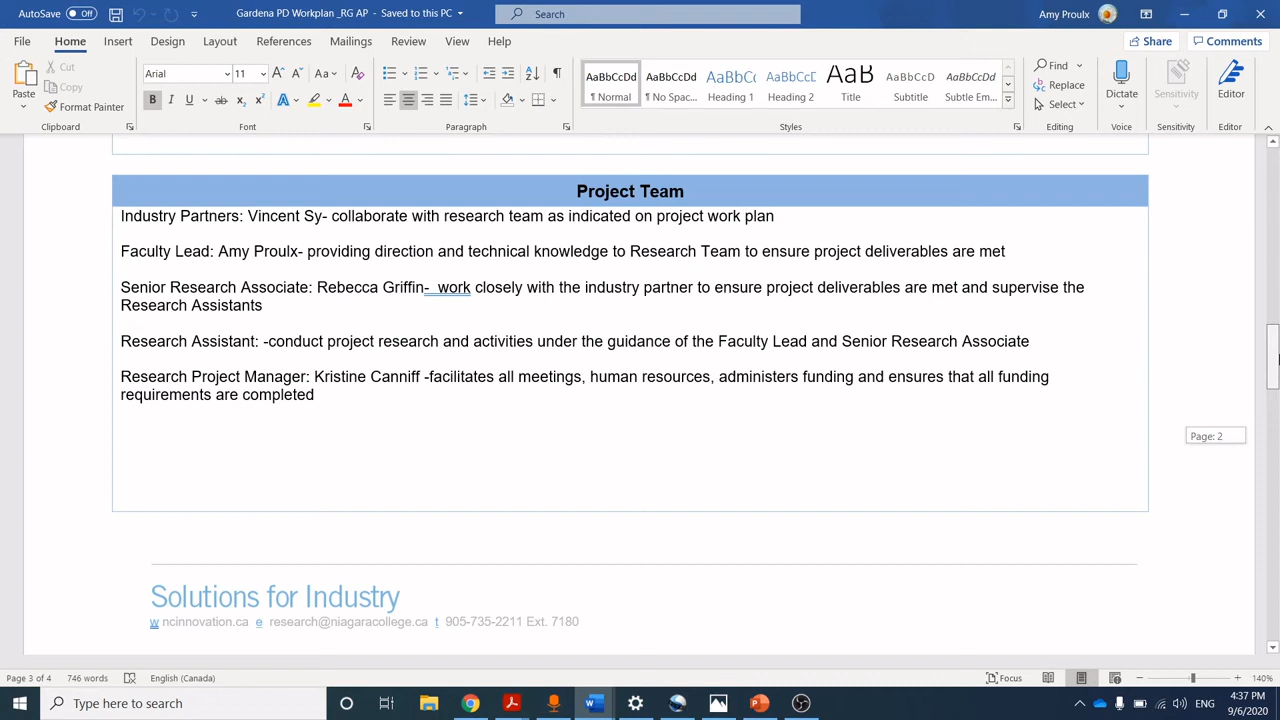 AutoSave Off Gardena PD Workplan _RG AP - Saved to this PC Search Amy Proulx
File Home Insert Design Layout References Mailings Review View Help Share Comments
Paste Cut Copy Format Painter Clipboard
Arial 11 Aa B I U ab x₂ x² A A Font
Paragraph
AaBbCcDd ¶ Normal AaBbCcDd ¶ No Spac... AaBbCc Heading 1 AaBbCcD Heading 2 AaB Title AaBbCcD Subtitle AaBbCcDd Subtle Em... Styles
Find Replace Select Editing
Dictate Voice
Sensitivity Sensitivity
Editor Editor
Project Team
Industry Partners: Vincent Sy- collaborate with research team as indicated on project work plan
Faculty Lead: Amy Proulx- providing direction and technical knowledge to Research Team to ensure project deliverables are met
Senior Research Associate: Rebecca Griffin-  work closely with the industry partner to ensure project deliverables are met and supervise the
Research Assistants
Research Assistant: -conduct project research and activities under the guidance of the Faculty Lead and Senior Research Associate
Research Project Manager: Kristine Canniff -facilitates all meetings, human resources, administers funding and ensures that all funding
requirements are completed
Page: 2
Solutions for Industry
w ncinnovation.ca e research@niagaracollege.ca t 905-735-2211 Ext. 7180
Page 3 of 4 746 words English (Canada) Focus 140%
Type here to search ENG 4:37 PM
9/6/2020